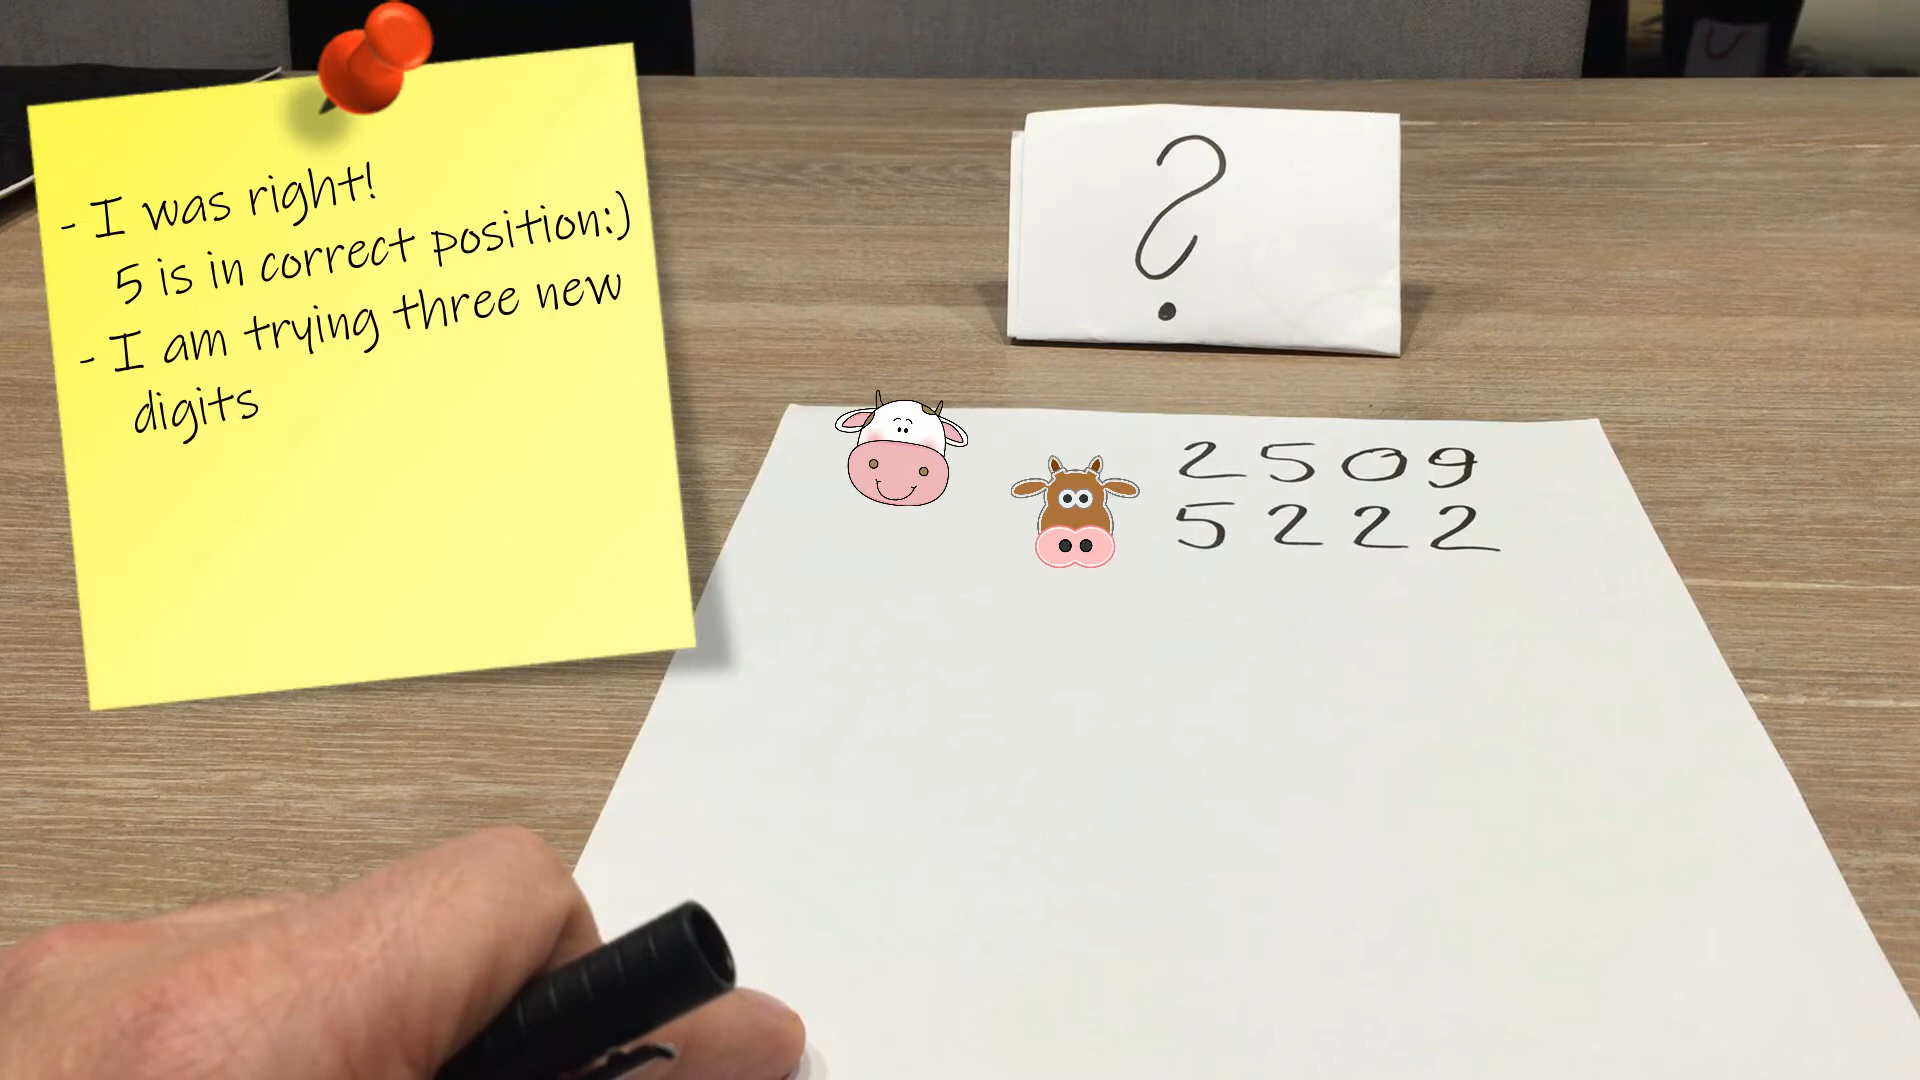 - I was right!
5 is in correct position:)
- I am trying three new
digits
?
2509
5222